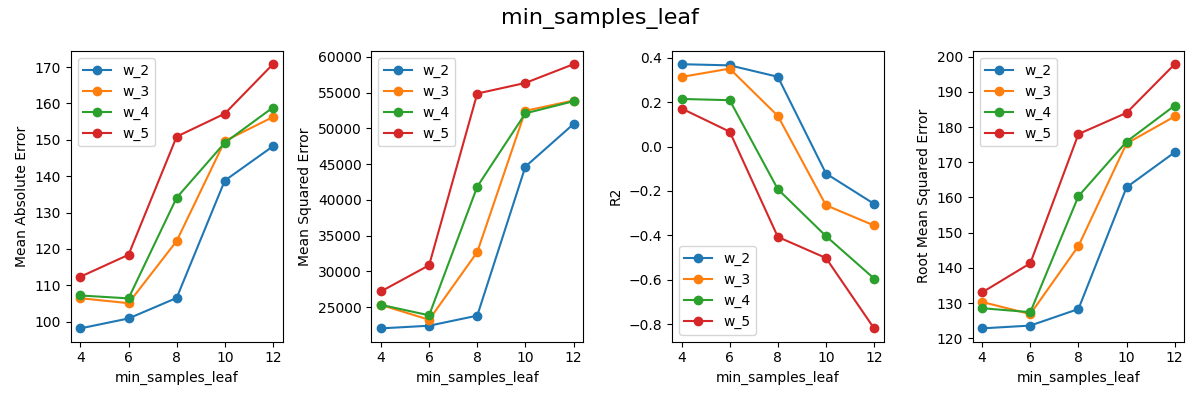 min_samples_leaf
Mean Absolute Error
170
160
150
140
130
120
110
100
4 6 8 10 12
min_samples_leaf
w_2
w_3
w_4
w_5
Mean Squared Error
60000
55000
50000
45000
40000
35000
30000
25000
4 6 8 10 12
min_samples_leaf
w_2
w_3
w_4
w_5
R2
0.4
0.2
0.0
−0.2
−0.4
−0.6
−0.8
4 6 8 10 12
min_samples_leaf
w_2
w_3
w_4
w_5
Root Mean Squared Error
200
190
180
170
160
150
140
130
120
4 6 8 10 12
min_samples_leaf
w_2
w_3
w_4
w_5